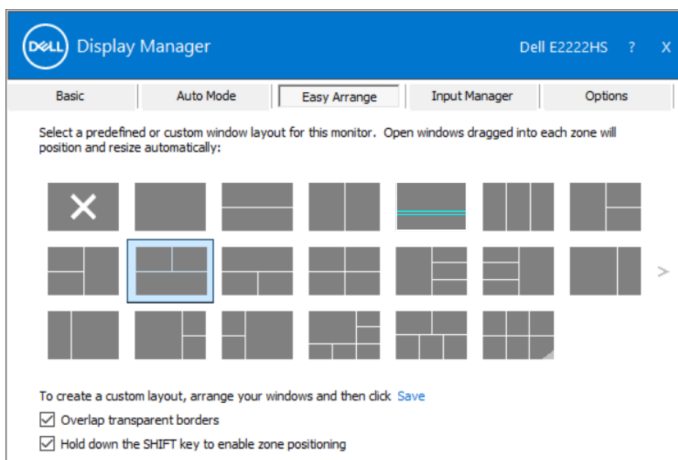 DELL Display Manager Dell E2222HS ? X
Basic Auto Mode Easy Arrange Input Manager Options
Select a predefined or custom window layout for this monitor. Open windows dragged into each zone will
position and resize automatically:
>
To create a custom layout, arrange your windows and then click Save
Overlap transparent borders
Hold down the SHIFT key to enable zone positioning